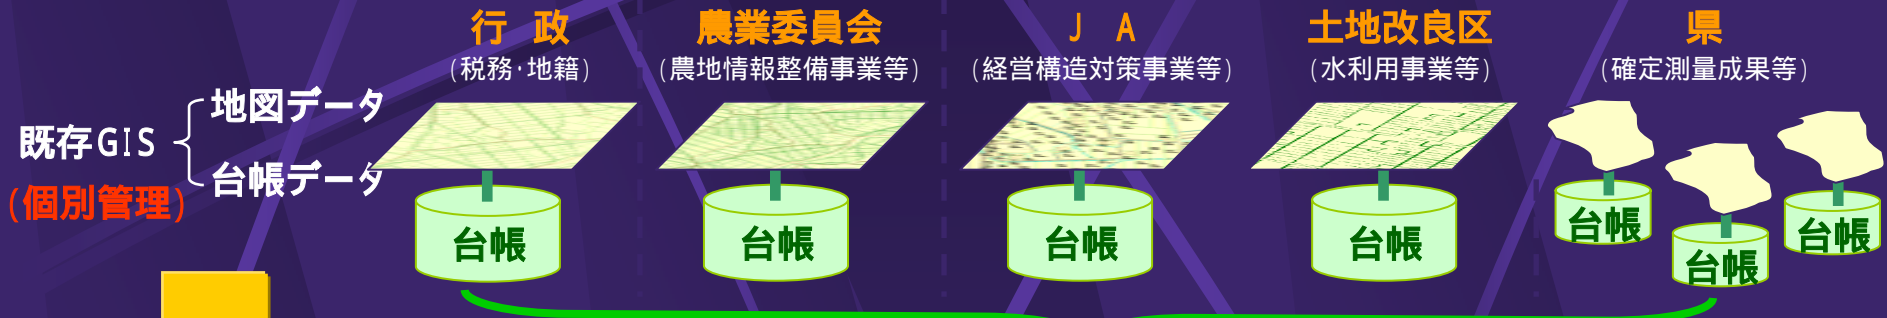 行 政
農業委員会
J A
土地改良区
県
(税務・地籍)
(農地情報整備事業等)
(経営構造対策事業等)
(水利用事業等)
(確定測量成果等)
地図データ
既存GIS
台帳データ
(個別管理)
台帳
台帳
台帳
台帳
台帳
台帳
台帳